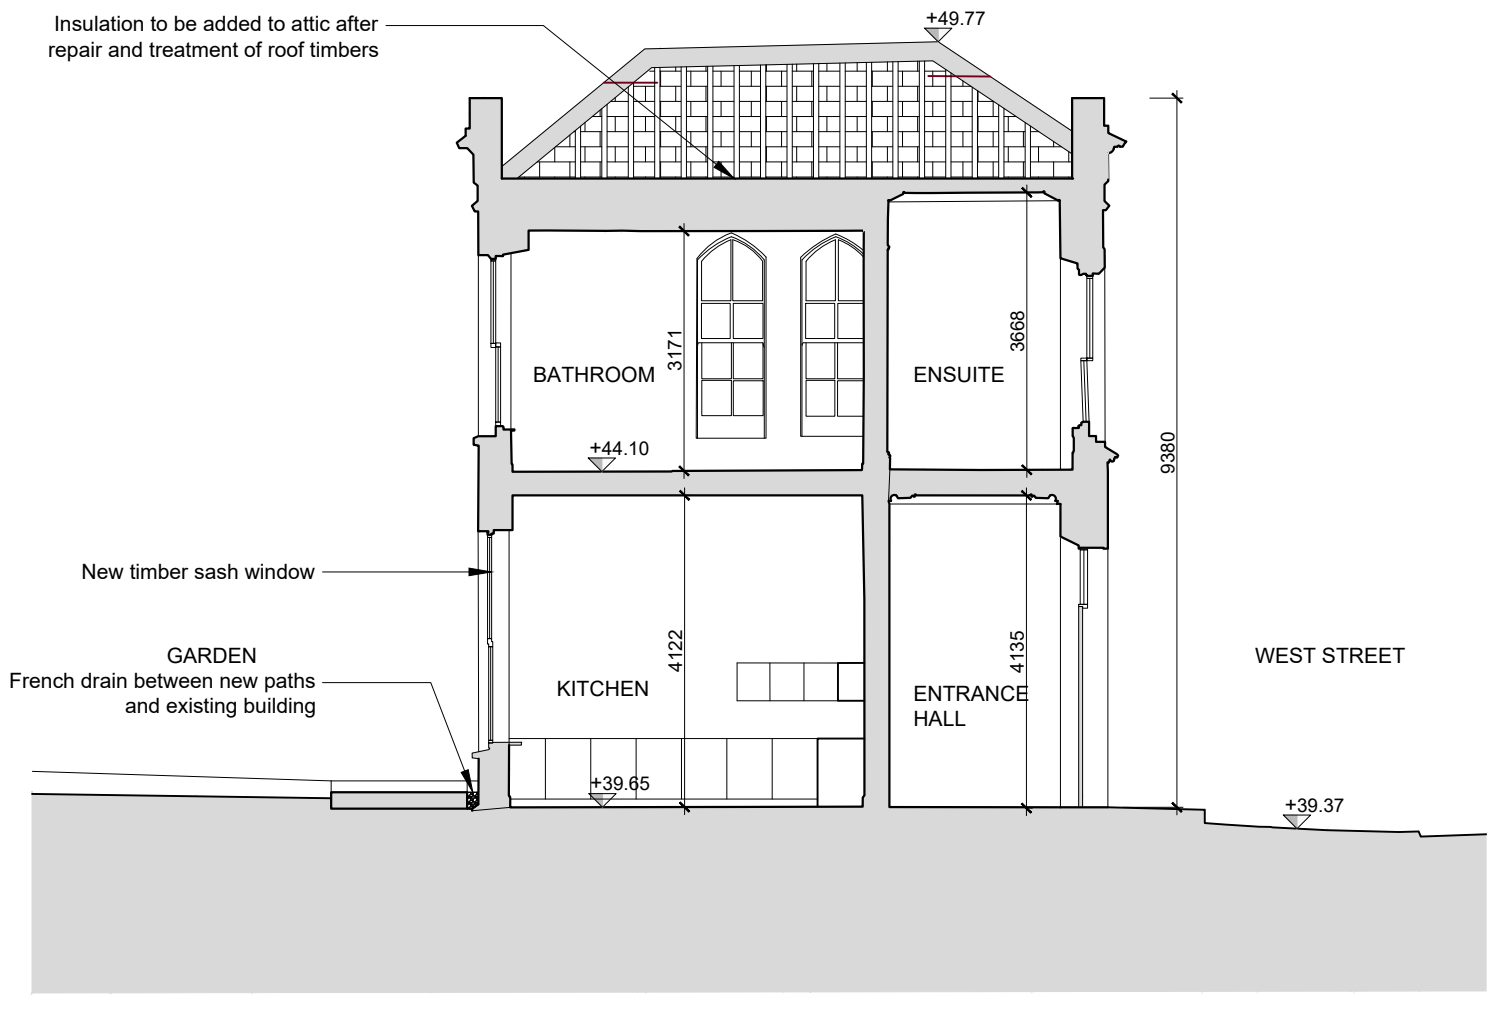 Insulation to be added to attic after
repair and treatment of roof timbers
+49.77
BATHROOM
3171
ENSUITE
3668
9380
+44.10
New timber sash window
GARDEN
French drain between new paths
and existing building
KITCHEN
4122
ENTRANCE
HALL
4135
WEST STREET
+39.65
+39.37